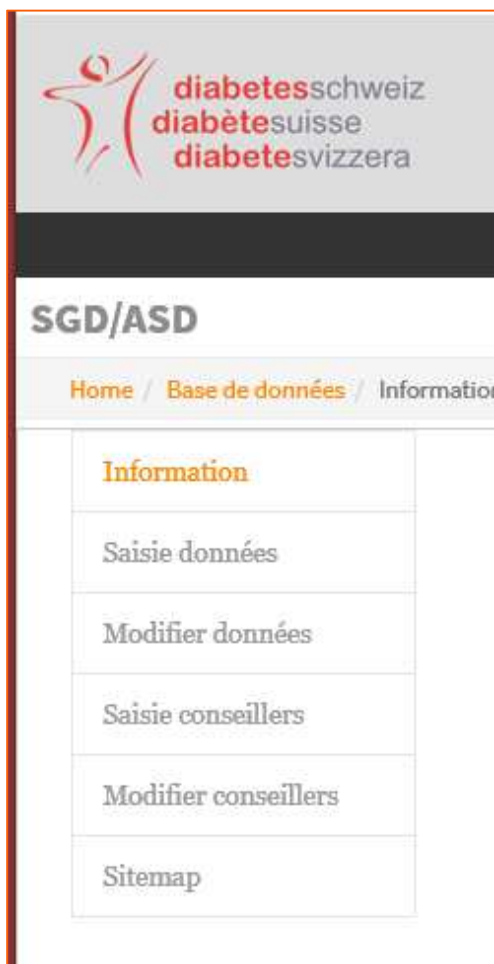 diabetesschweiz
diabètesuisse
diabetesvizzera
SGD/ASD
Home / Base de données / Information
Information
Saisie données
Modifier données
Saisie conseillers
Modifier conseillers
Sitemap